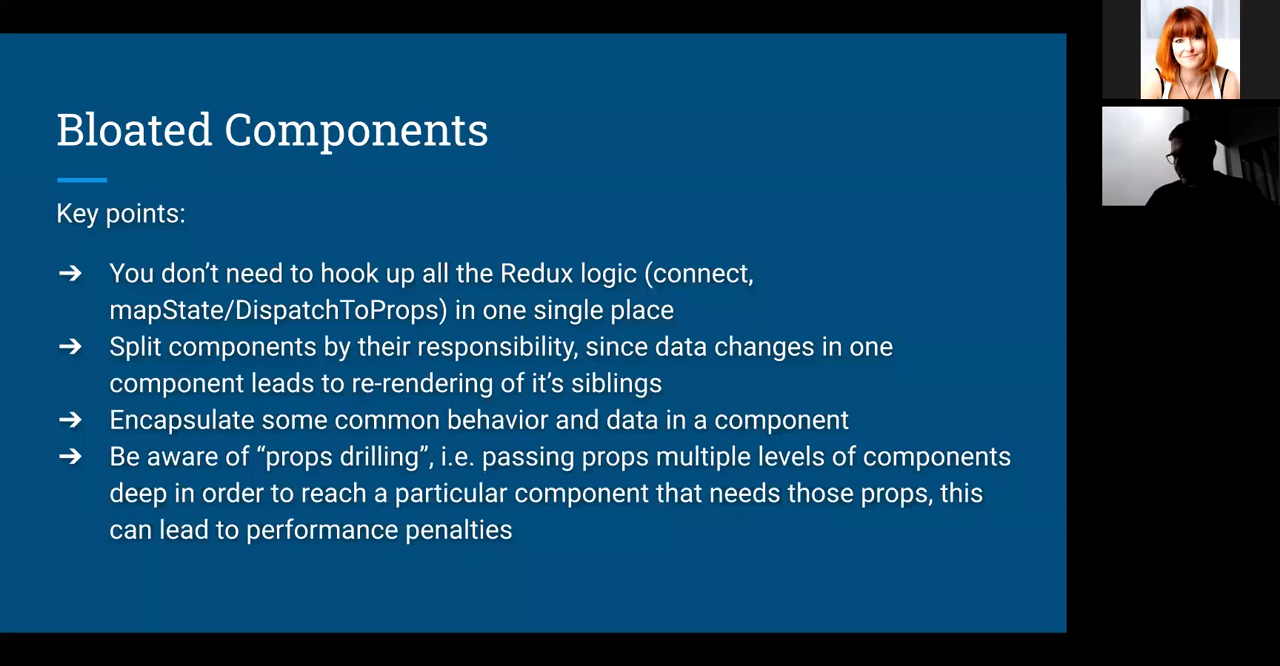 Bloated Components
Key points:
➔ You don’t need to hook up all the Redux logic (connect,
mapState/DispatchToProps) in one single place
➔ Split components by their responsibility, since data changes in one
component leads to re-rendering of it’s siblings
➔ Encapsulate some common behavior and data in a component
➔ Be aware of “props drilling”, i.e. passing props multiple levels of components
deep in order to reach a particular component that needs those props, this
can lead to performance penalties